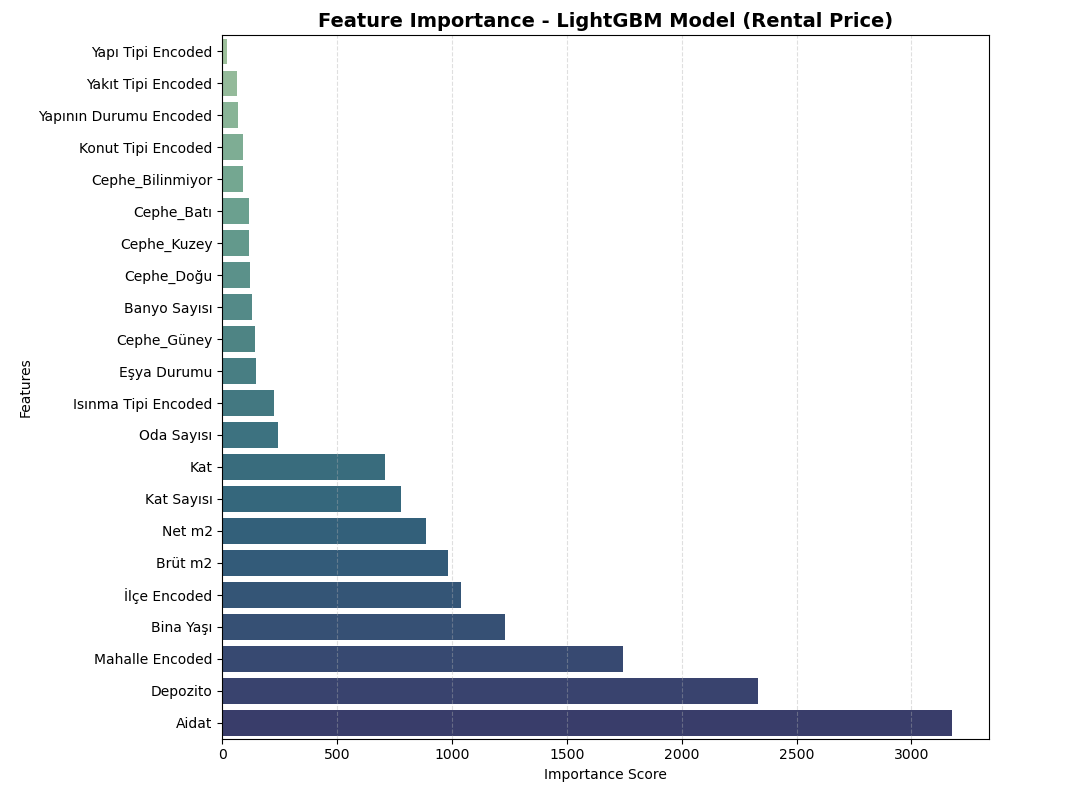 Feature Importance - LightGBM Model (Rental Price)
Yapı Tipi Encoded
Yakıt Tipi Encoded
Yapının Durumu Encoded
Konut Tipi Encoded
Cephe_Bilinmiyor
Cephe_Batı
Cephe_Kuzey
Cephe_Doğu
Banyo Sayısı
Cephe_Güney
Eşya Durumu
Isınma Tipi Encoded
Oda Sayısı
Kat
Kat Sayısı
Net m2
Brüt m2
İlçe Encoded
Bina Yaşı
Mahalle Encoded
Depozito
Aidat
Features
0 500 1000 1500 2000 2500 3000
Importance Score